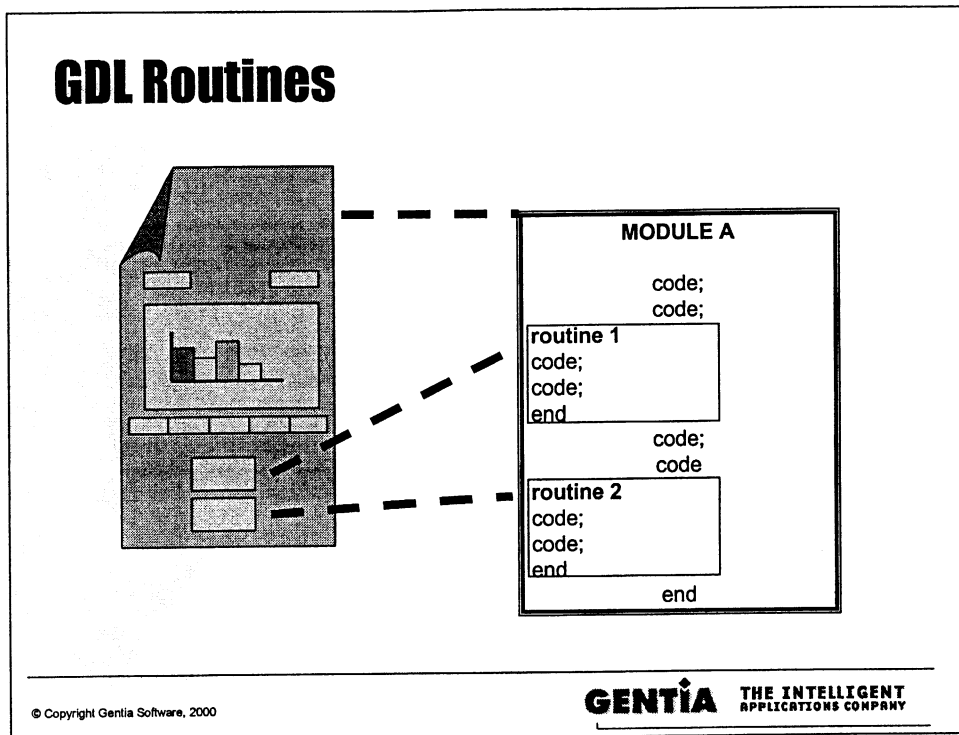 GDL Routines
MODULE A
code;
code;
routine 1
code;
code;
end
code;
code
routine 2
code;
code;
end
end
© Copyright Gentia Software, 2000
GENTiA THE INTELLIGENT
APPLICATIONS COMPANY